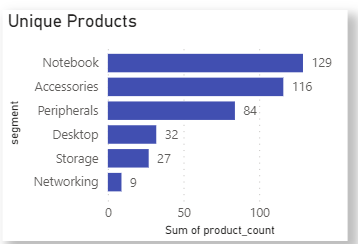 Unique Products
segment
Notebook 129
Accessories 116
Peripherals 84
Desktop 32
Storage 27
Networking 9
0 50 100
Sum of product_count